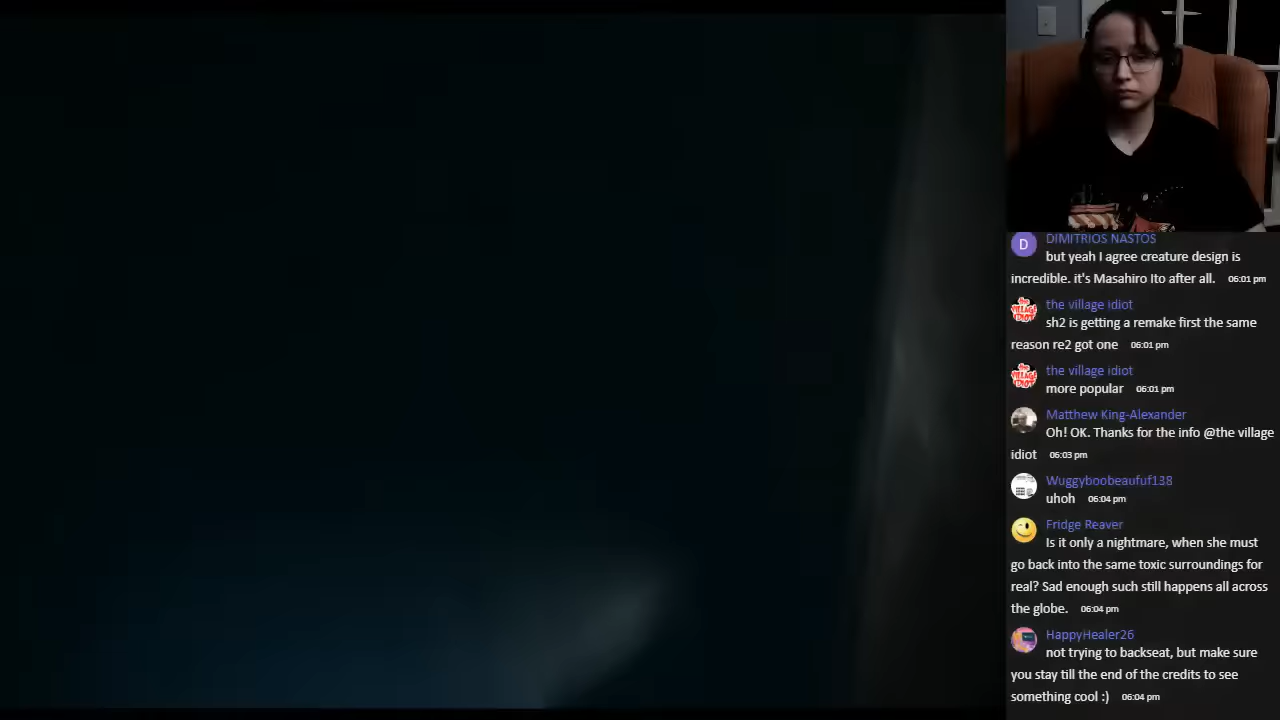 D
DIMITRIOS NASTOS
but yeah I agree creature design is
incredible. it's Masahiro Ito after all. 06:01 pm
the village idiot
sh2 is getting a remake first the same
reason re2 got one 06:01 pm
the village idiot
more popular 06:01 pm
Matthew King-Alexander
Oh! OK. Thanks for the info @the village
idiot 06:03 pm
Wuggyboobeaufuf138
uhoh 06:04 pm
Fridge Reaver
Is it only a nightmare, when she must
go back into the same toxic surroundings for
real? Sad enough such still happens all across
the globe. 06:04 pm
HappyHealer26
not trying to backseat, but make sure
you stay till the end of the credits to see
something cool :) 06:04 pm